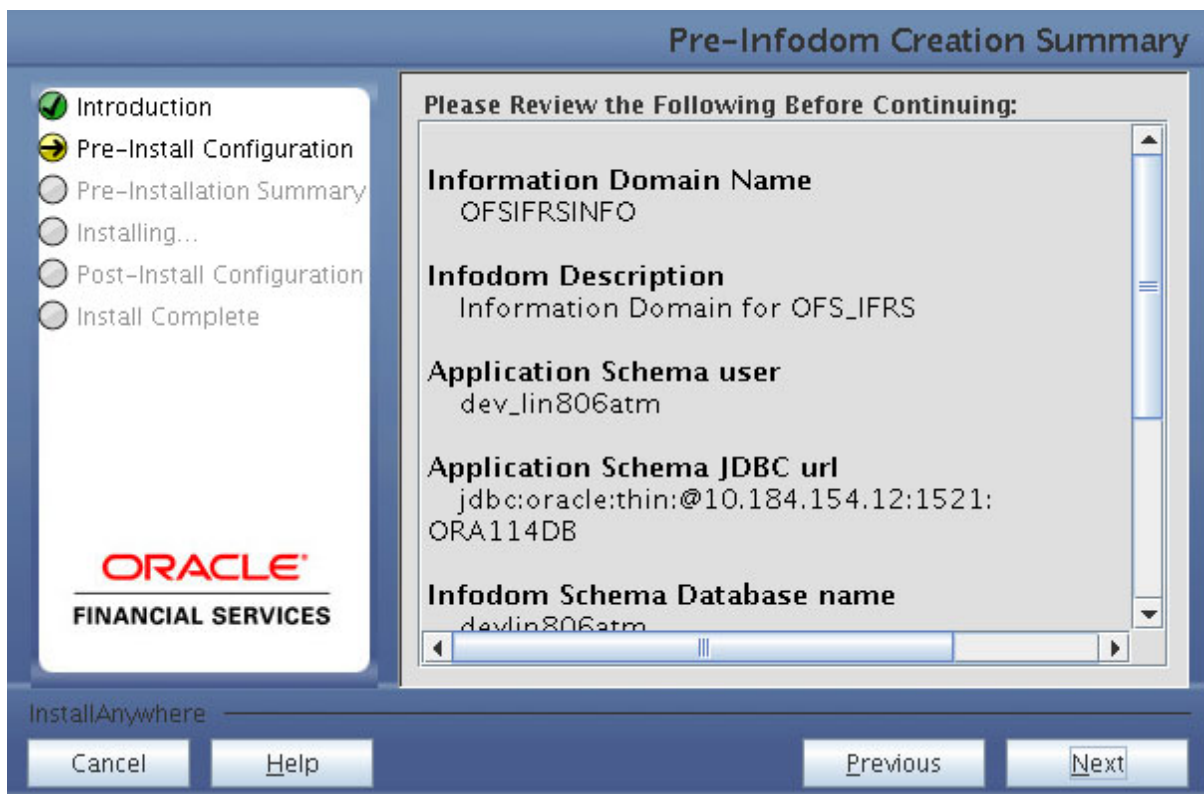 Pre-Infodom Creation Summary
Introduction
Pre-Install Configuration
Pre-Installation Summary
Installing...
Post-Install Configuration
Install Complete
ORACLE
FINANCIAL SERVICES
Please Review the Following Before Continuing:
Information Domain Name
OFSIFRSINFO
Infodom Description
Information Domain for OFS_IFRS
Application Schema user
dev_lin806atm
Application Schema JDBC url
jdbc:oracle:thin:@10.184.154.12:1521:
ORA114DB
Infodom Schema Database name
devlin806atm
InstallAnywhere
Cancel
Help
Previous
Next